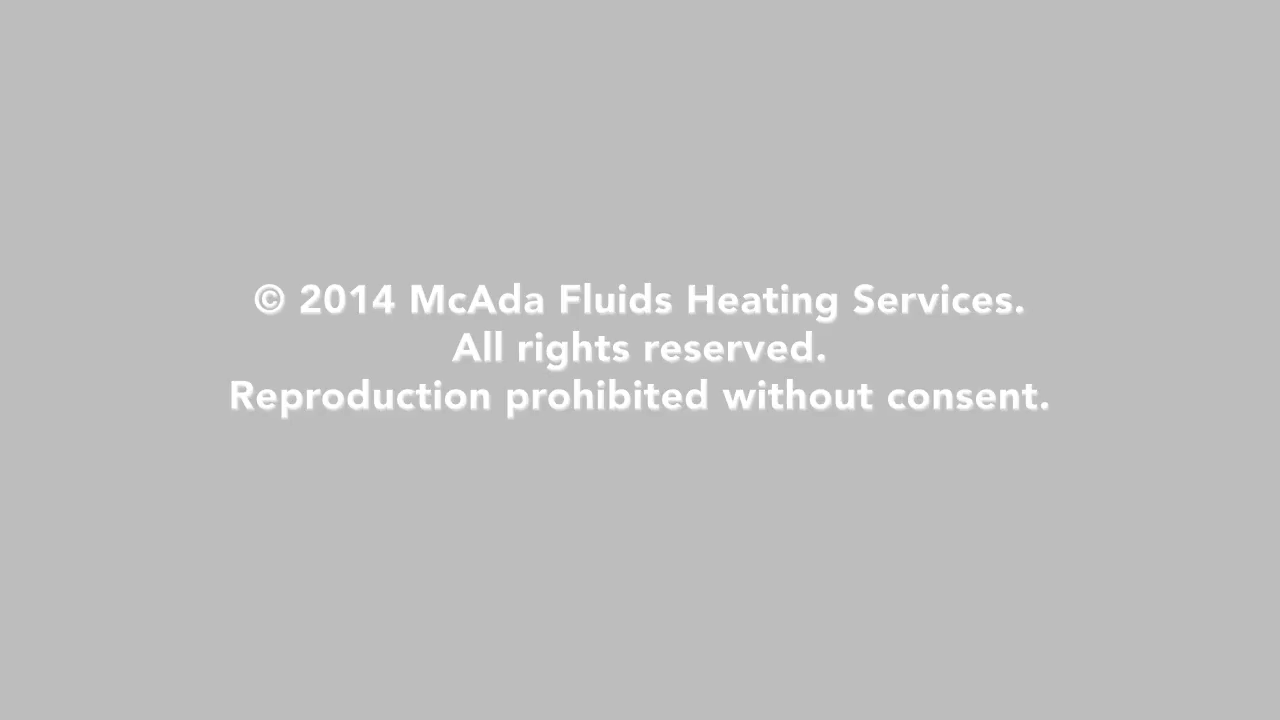 © 2014 McAda Fluids Heating Services.
All rights reserved.
Reproduction prohibited without consent.